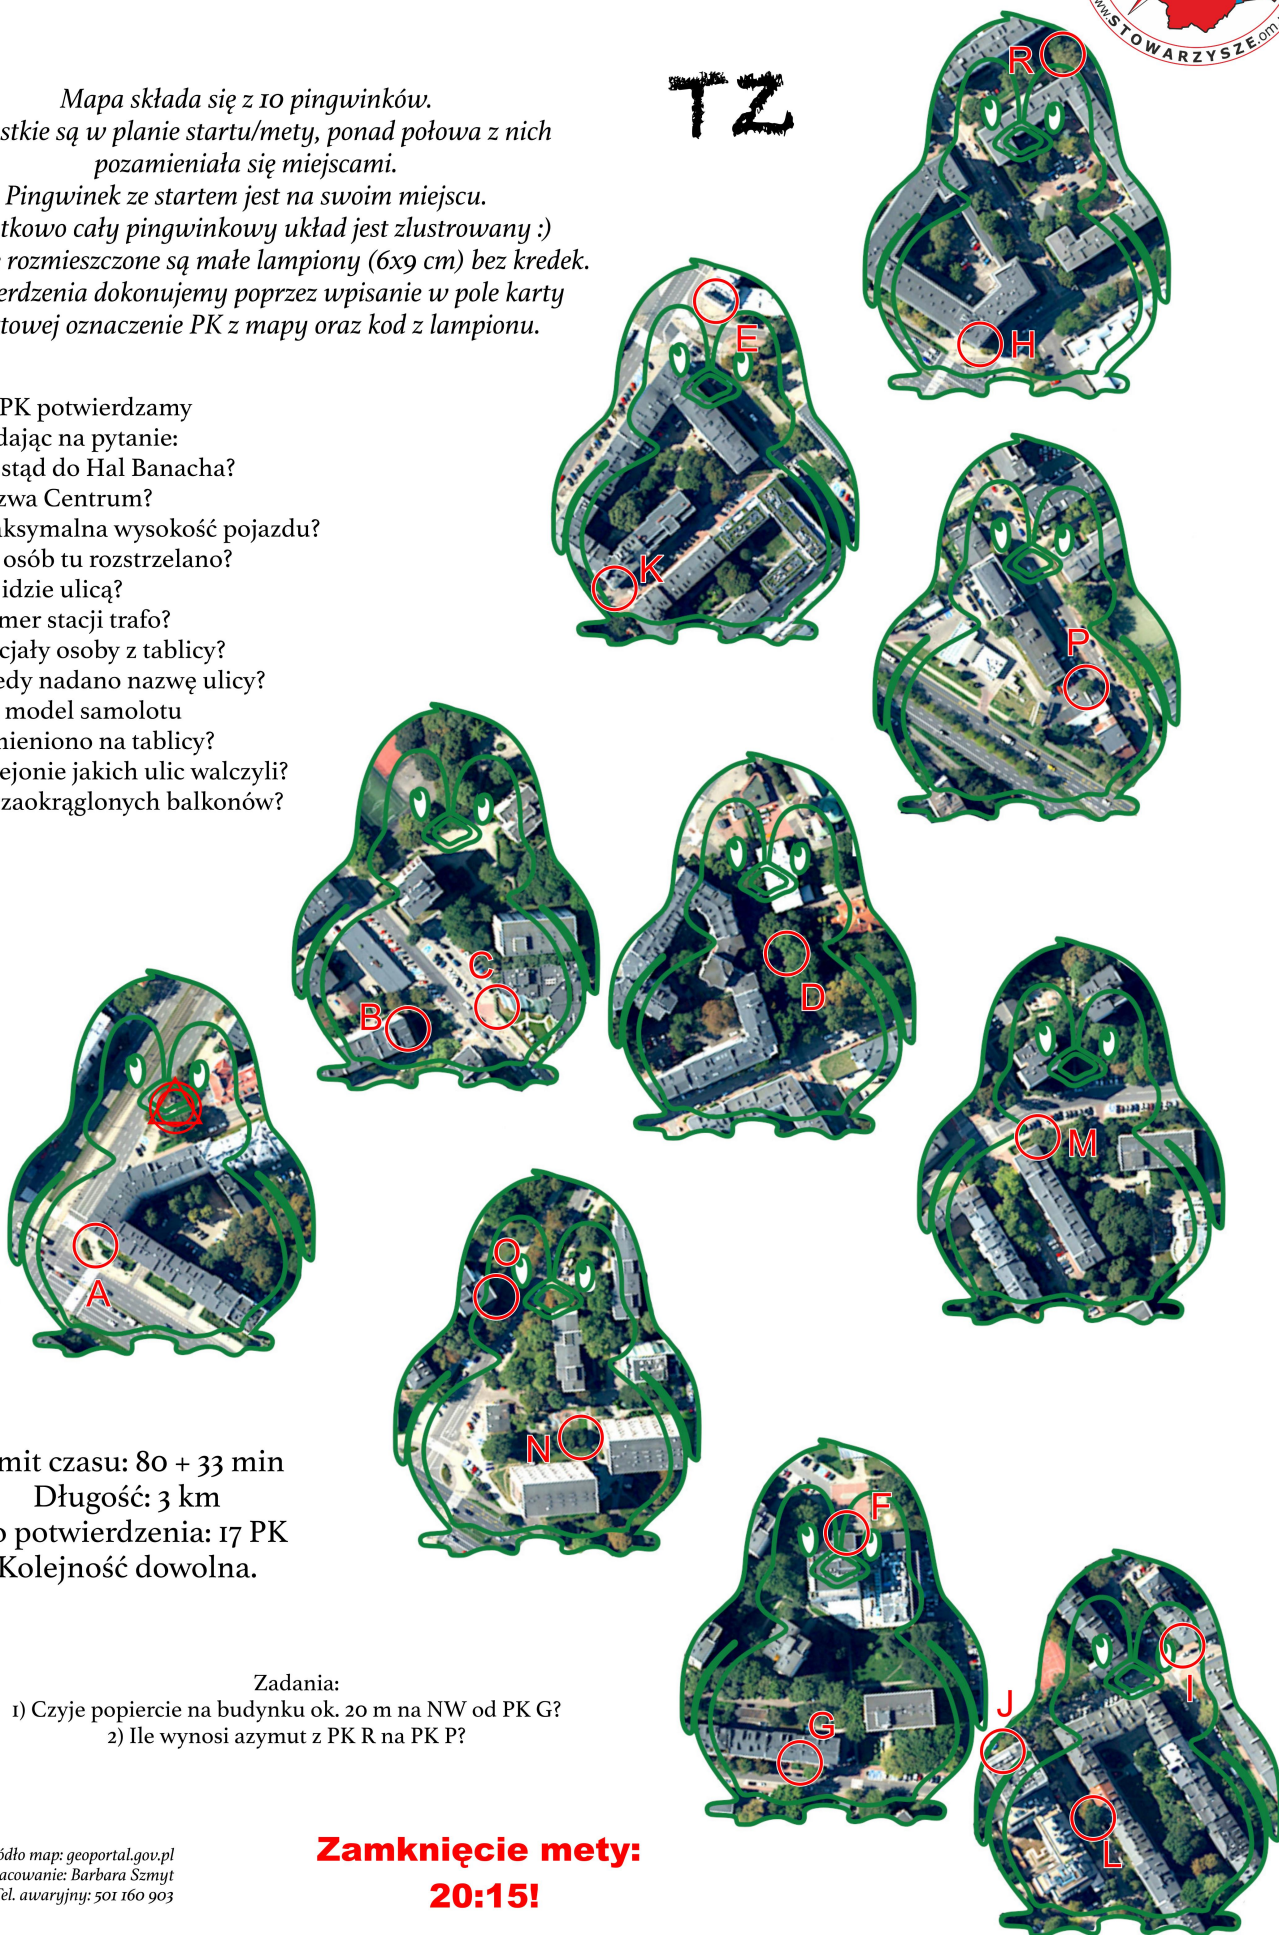 www.STOWARZYSZE.om
TZ
Mapa składa się z 10 pingwinków.
stkie są w planie startu/mety, ponad połowa z nich
pozamieniała się miejscami.
Pingwinek ze startem jest na swoim miejscu.
tkowo cały pingwinkowy układ jest zlustrowany :)
rozmieszczone są małe lampiony (6x9 cm) bez kredek.
erdzenia dokonujemy poprzez wpisanie w pole karty
towej oznaczenie PK z mapy oraz kod z lampionu.
PK potwierdzamy
dając na pytanie:
stąd do Hal Banacha?
zwa Centrum?
aksymalna wysokość pojazdu?
osób tu rozstrzelano?
idzie ulicą?
mer stacji trafo?
cjały osoby z tablicy?
edy nadano nazwę ulicy?
model samolotu
nieniono na tablicy?
ejonie jakich ulic walczyli?
zaokrąglonych balkonów?
R
H
E
K
P
C
B
D
A
M
O
N
F
G
J
I
L
mit czasu: 80 + 33 min
Długość: 3 km
o potwierdzenia: 17 PK
Kolejność dowolna.
Zadania:
1) Czyje popiercie na budynku ok. 20 m na NW od PK G?
2) Ile wynosi azymut z PK R na PK P?
ódło map: geoportal.gov.pl
acowanie: Barbara Szmyt
Tel. awaryjny: 501 160 903
Zamknięcie mety:
20:15!